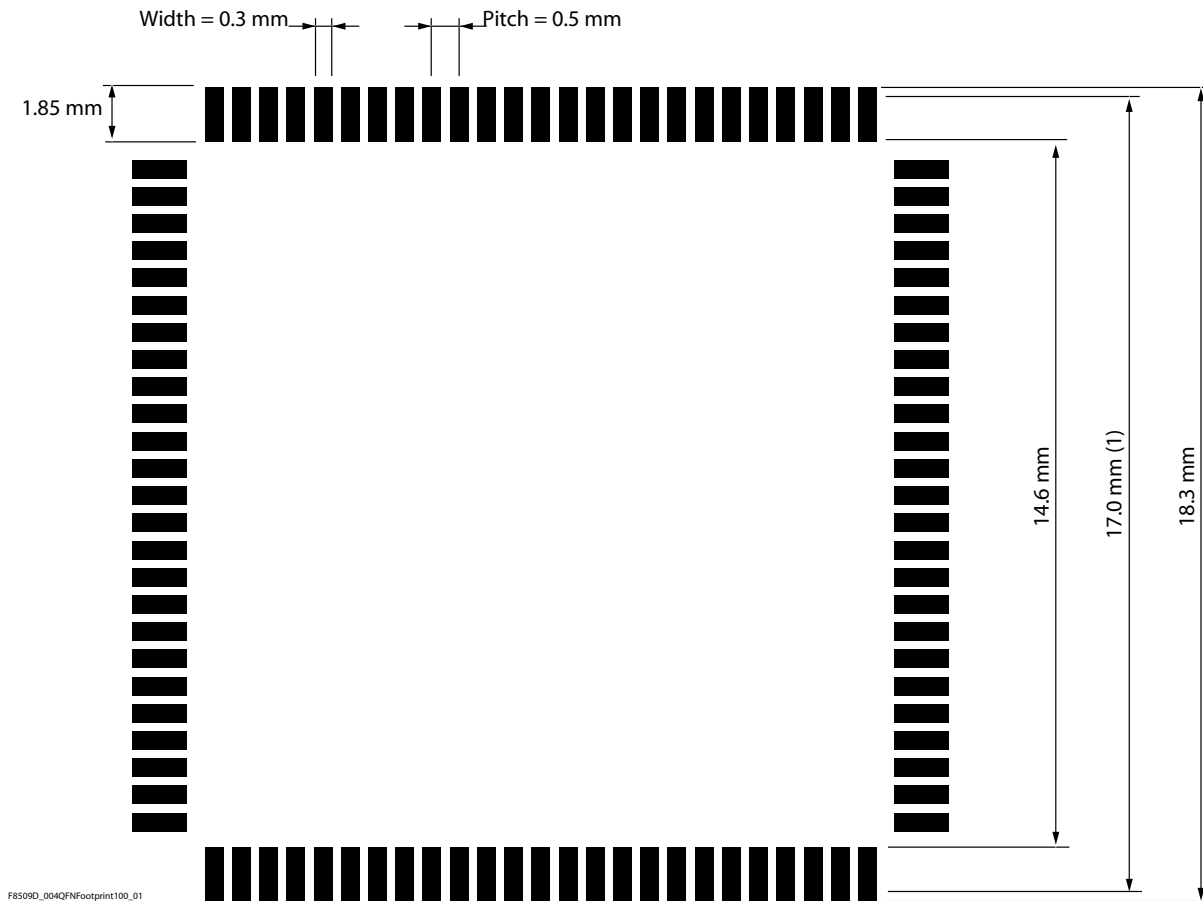 Width = 0.3 mm
Pitch = 0.5 mm
1.85 mm
14.6 mm
17.0 mm (1)
18.3 mm
F8509D_004QFNFootprint100_01